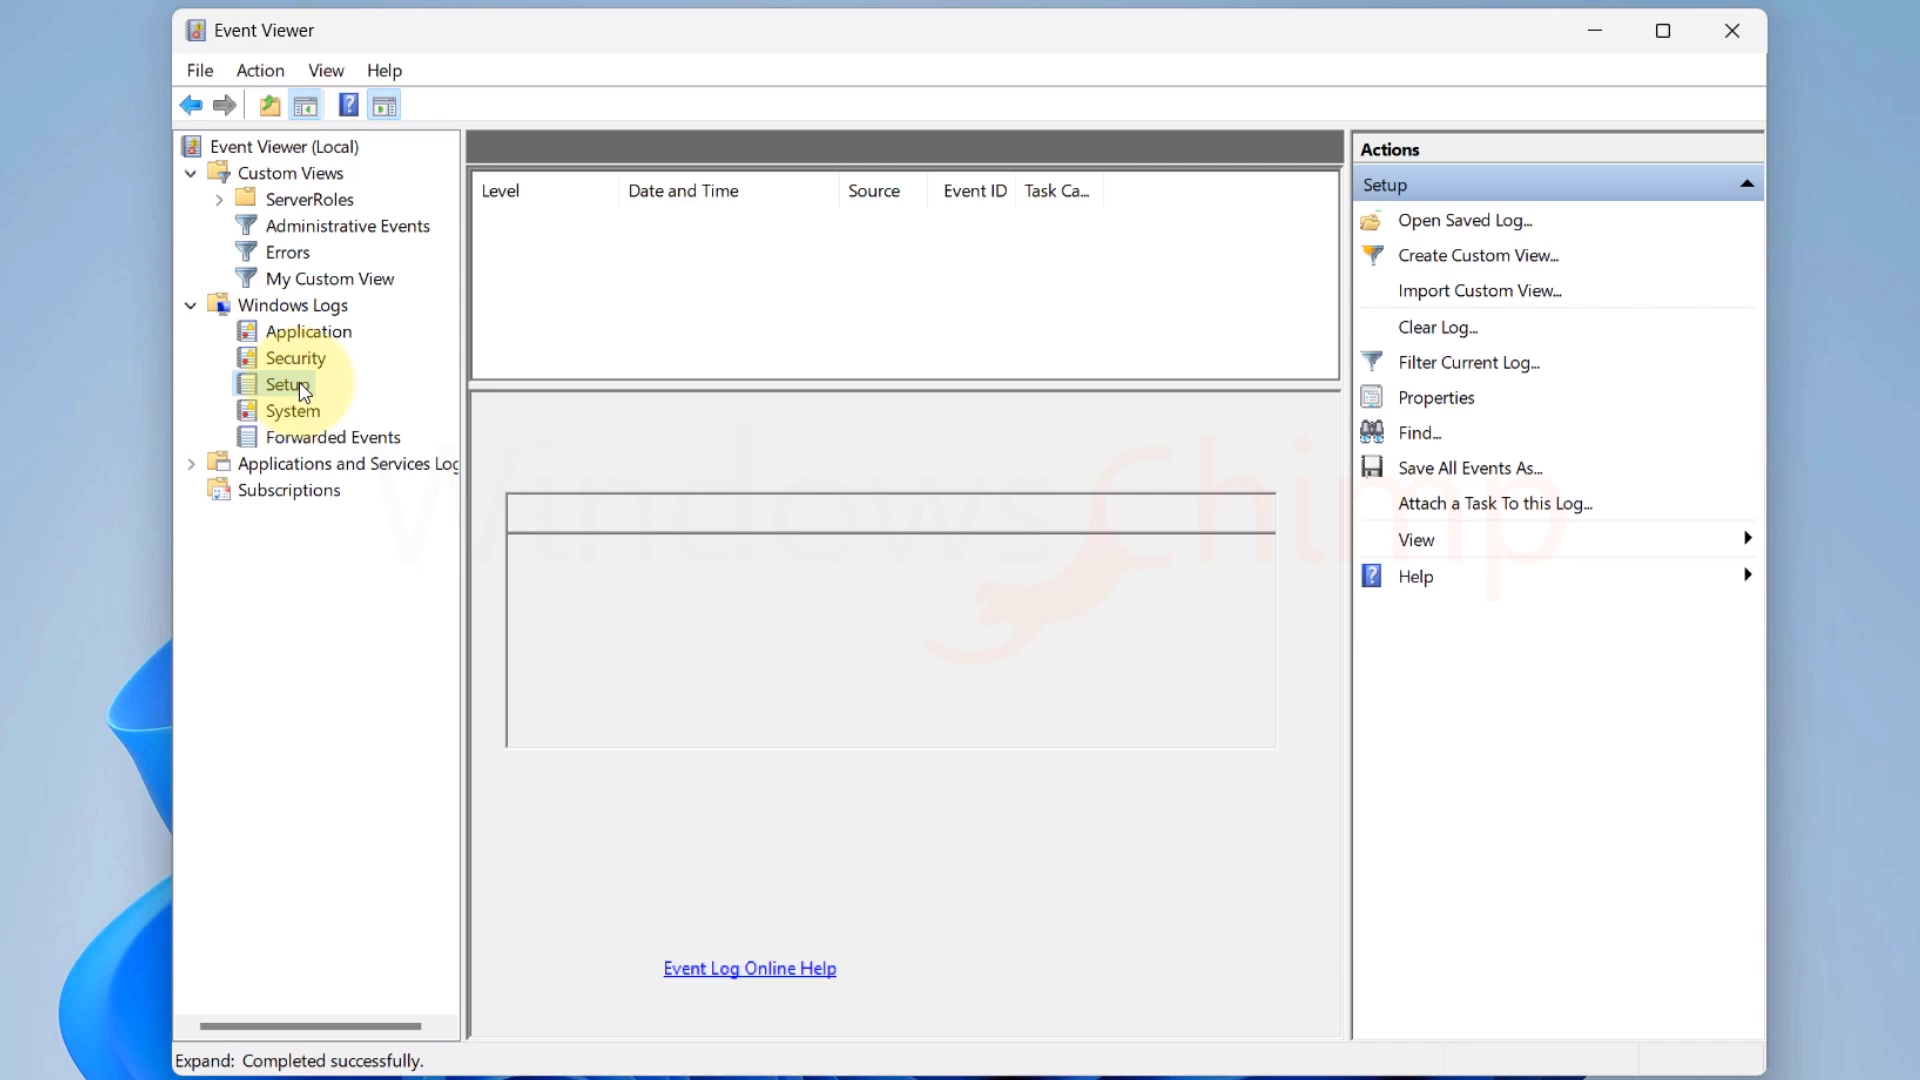 Event Viewer
File Action View Help
Event Viewer (Local)
Custom Views
ServerRoles
Administrative Events
Errors
My Custom View
Windows Logs
Application
Security
Setup
System
Forwarded Events
Applications and Services Log
Subscriptions
Level Date and Time Source Event ID Task Ca...
WindowsChimp
Event Log Online Help
Actions
Setup
Open Saved Log...
Create Custom View...
Import Custom View...
Clear Log...
Filter Current Log...
Properties
Find...
Save All Events As...
Attach a Task To this Log...
View
Help
Expand: Completed successfully.